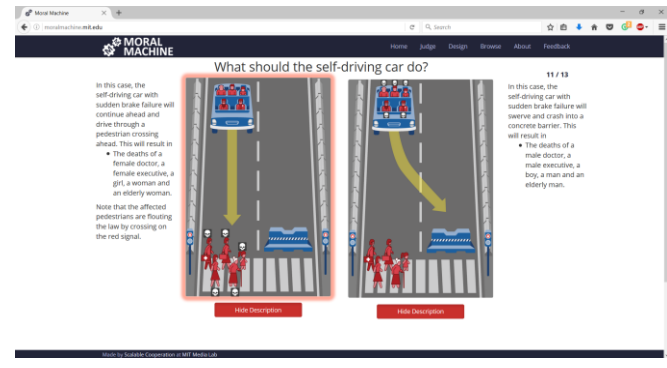 Moral Machine
moralmachine.mit.edu
Search
MORAL
MACHINE
Home Judge Design Browse About Feedback
What should the self-driving car do?
11 / 13
In this case, the
self-driving car with
sudden brake failure will
continue ahead and
drive through a
pedestrian crossing
ahead. This will result in
• The deaths of a
female doctor, a
female executive, a
girl, a woman and
an elderly woman.
Note that the affected
pedestrians are flouting
the law by crossing on
the red signal.
In this case, the
self-driving car with
sudden brake failure will
swerve and crash into a
concrete barrier. This
will result in
• The deaths of a
male doctor, a
male executive, a
boy, a man and an
elderly man.
Hide Description
Hide Description
Made by Scalable Cooperation at MIT Media Lab